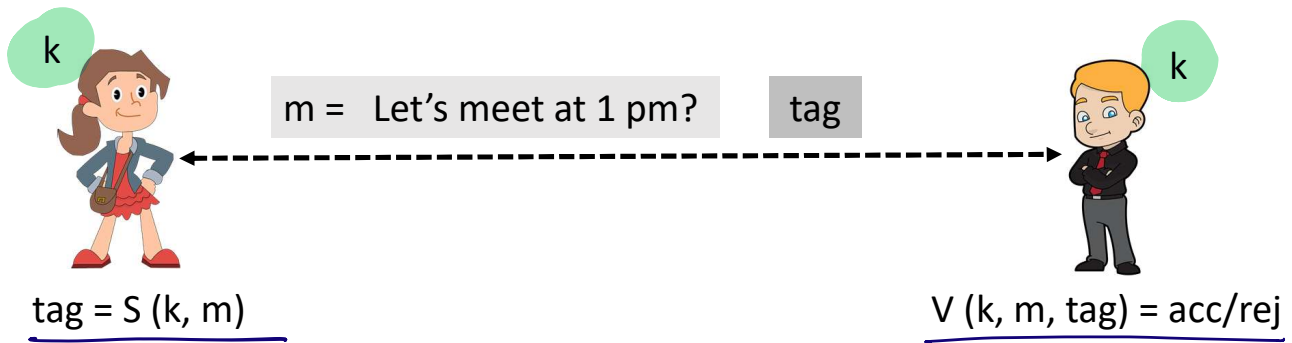 k
k
m = Let’s meet at 1 pm? tag
tag = S (k, m) V (k, m, tag) = acc/rej